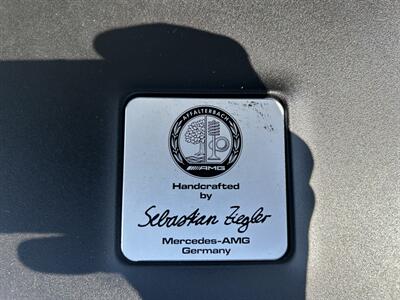 AFFALTERBACH
AMG
Handcrafted
by
Sebastian Ziegler
Mercedes-AMG
Germany